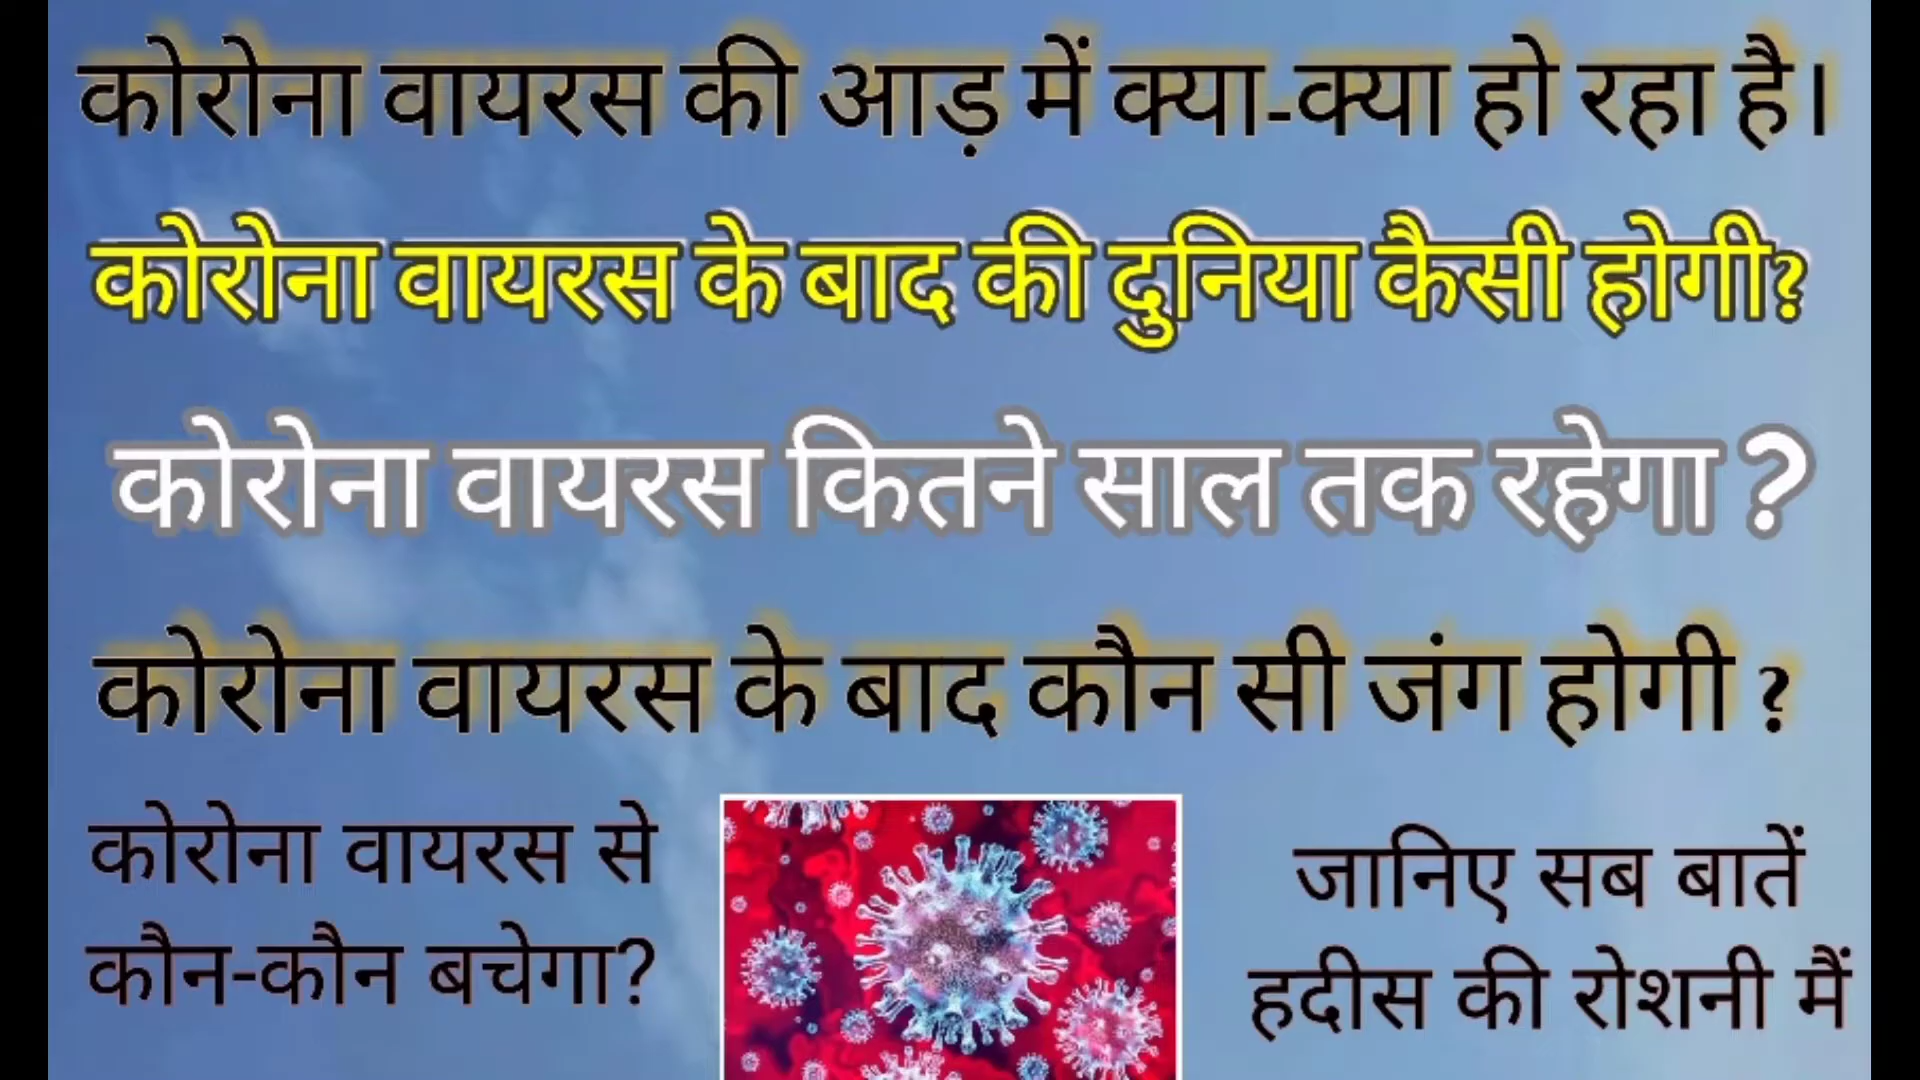 कोरोना वायरस की आड़ में क्या-क्या हो रहा है।
कोरोना वायरस के बाद की दुनिया कैसी होगी?
कोरोना वायरस कितने साल तक रहेगा ?
कोरोना वायरस के बाद कौन सी जंग होगी ?
कोरोना वायरस से
कौन-कौन बचेगा?
जानिए सब बातें
हदीस की रोशनी मैं